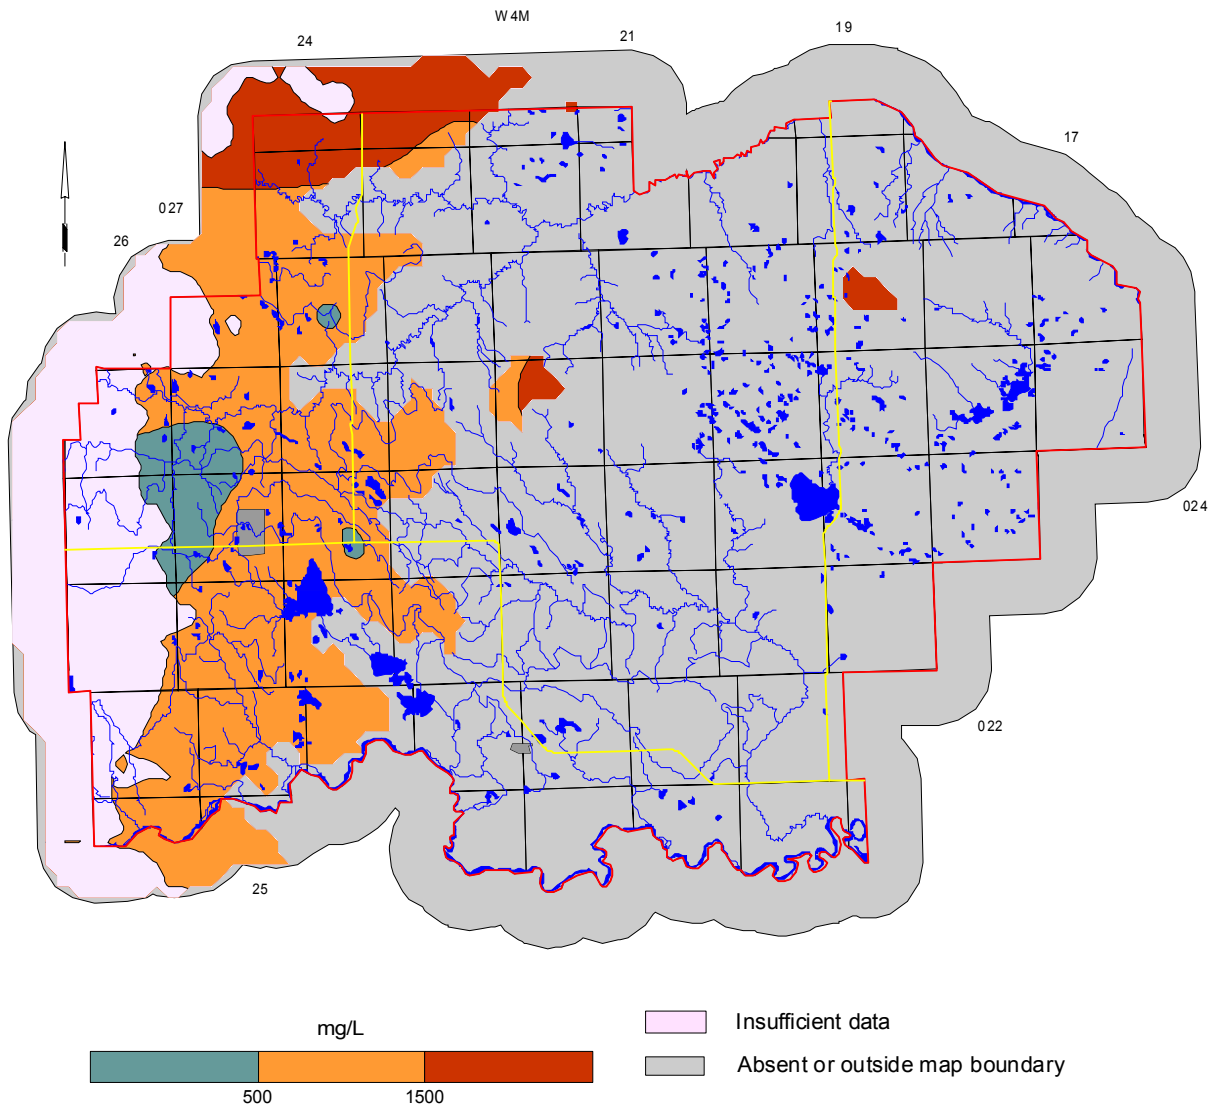 W 4M
24
21
19
17
027
26
024
022
25
mg/L
500
1500
Insufficient data
Absent or outside map boundary